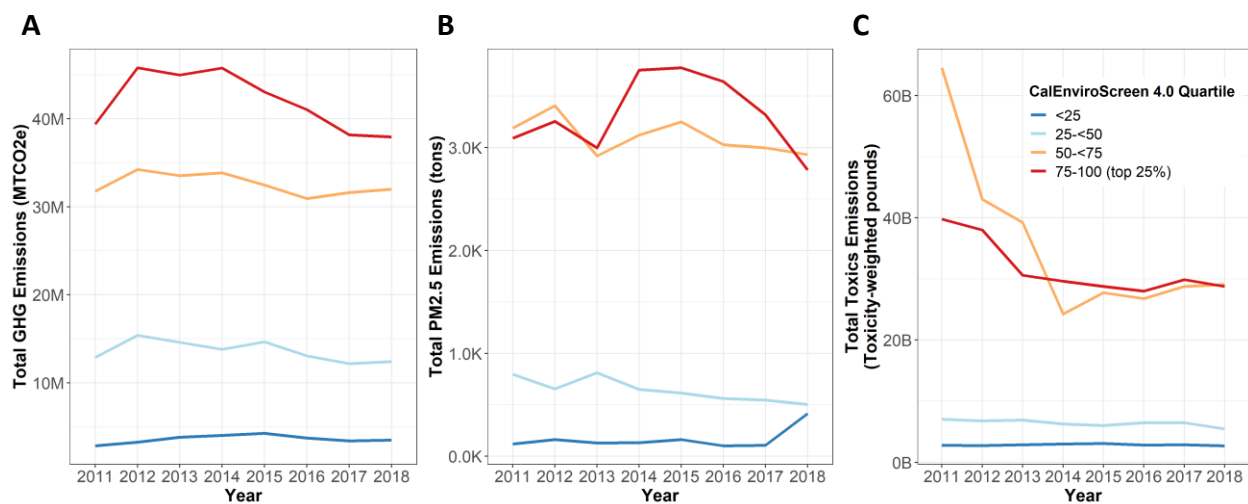 A
Total GHG Emissions (MTCO2e)
40M
30M
20M
10M
2011 2012 2013 2014 2015 2016 2017 2018
Year
B
Total PM2.5 Emissions (tons)
3.0K
2.0K
1.0K
0.0K
2011 2012 2013 2014 2015 2016 2017 2018
Year
C
Total Toxics Emissions
(Toxicity-weighted pounds)
60B
40B
20B
0B
CalEnviroScreen 4.0 Quartile
<25
25-<50
50-<75
75-100 (top 25%)
2011 2012 2013 2014 2015 2016 2017 2018
Year